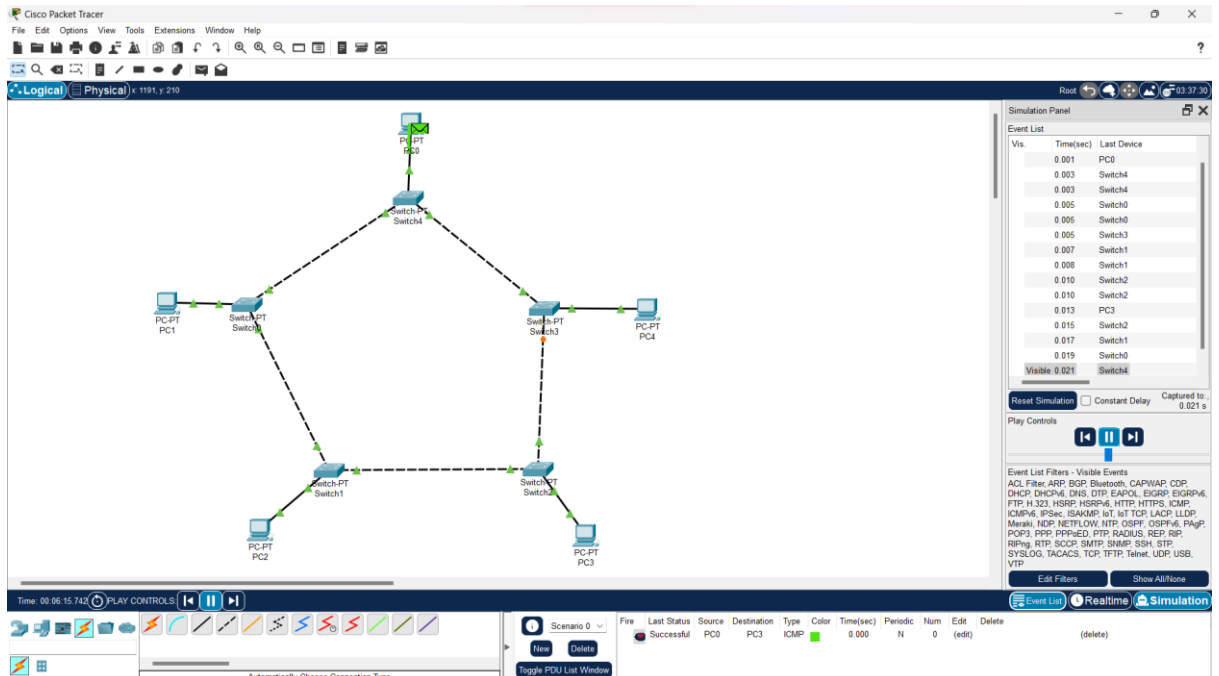 Cisco Packet Tracer
File Edit Options View Tools Extensions Window Help
?
Logical Physical x: 1191, y: 210
Root 03:37:30
PC-PT
PC0
Switch-PT
Switch4
PC-PT
PC1
Switch-PT
Switch0
Switch-PT
Switch3
PC-PT
PC4
Switch-PT
Switch1
Switch-PT
Switch2
PC-PT
PC2
PC-PT
PC3
Simulation Panel
Event List
Vis. Time(sec) Last Device
0.001 PC0
0.003 Switch4
0.003 Switch4
0.005 Switch0
0.005 Switch0
0.005 Switch3
0.007 Switch1
0.008 Switch1
0.010 Switch2
0.010 Switch2
0.013 PC3
0.015 Switch2
0.017 Switch1
0.019 Switch0
Visible 0.021 Switch4
Reset Simulation Constant Delay Captured to:
0.021 s
Play Controls
Event List Filters - Visible Events
ACL Filter, ARP, BGP, Bluetooth, CAPWAP, CDP,
DHCP, DHCPv6, DNS, DTP, EAPOL, EIGRP, EIGRPv6,
FTP, H.323, HSRP, HSRPv6, HTTP, HTTPS, ICMP,
ICMPv6, IPSec, ISAKMP, IoT, IoT TCP, LACP, LLDP,
Meraki, NDP, NETFLOW, NTP, OSPF, OSPFv6, PAgP,
POP3, PPP, PPPoED, PTP, RADIUS, REP, RIP,
RIPng, RTP, SCCP, SMTP, SNMP, SSH, STP,
SYSLOG, TACACS, TCP, TFTP, Telnet, UDP, USB,
VTP
Edit Filters Show All/None
Time: 00:06:15.742 PLAY CONTROLS:
Event List Realtime Simulation
Scenario 0
New Delete
Toggle PDU List Window
Fire Last Status Source Destination Type Color Time(sec) Periodic Num Edit Delete
Successful PC0 PC3 ICMP 0.000 N 0 (edit) (delete)
Automatically Choose Connection Type